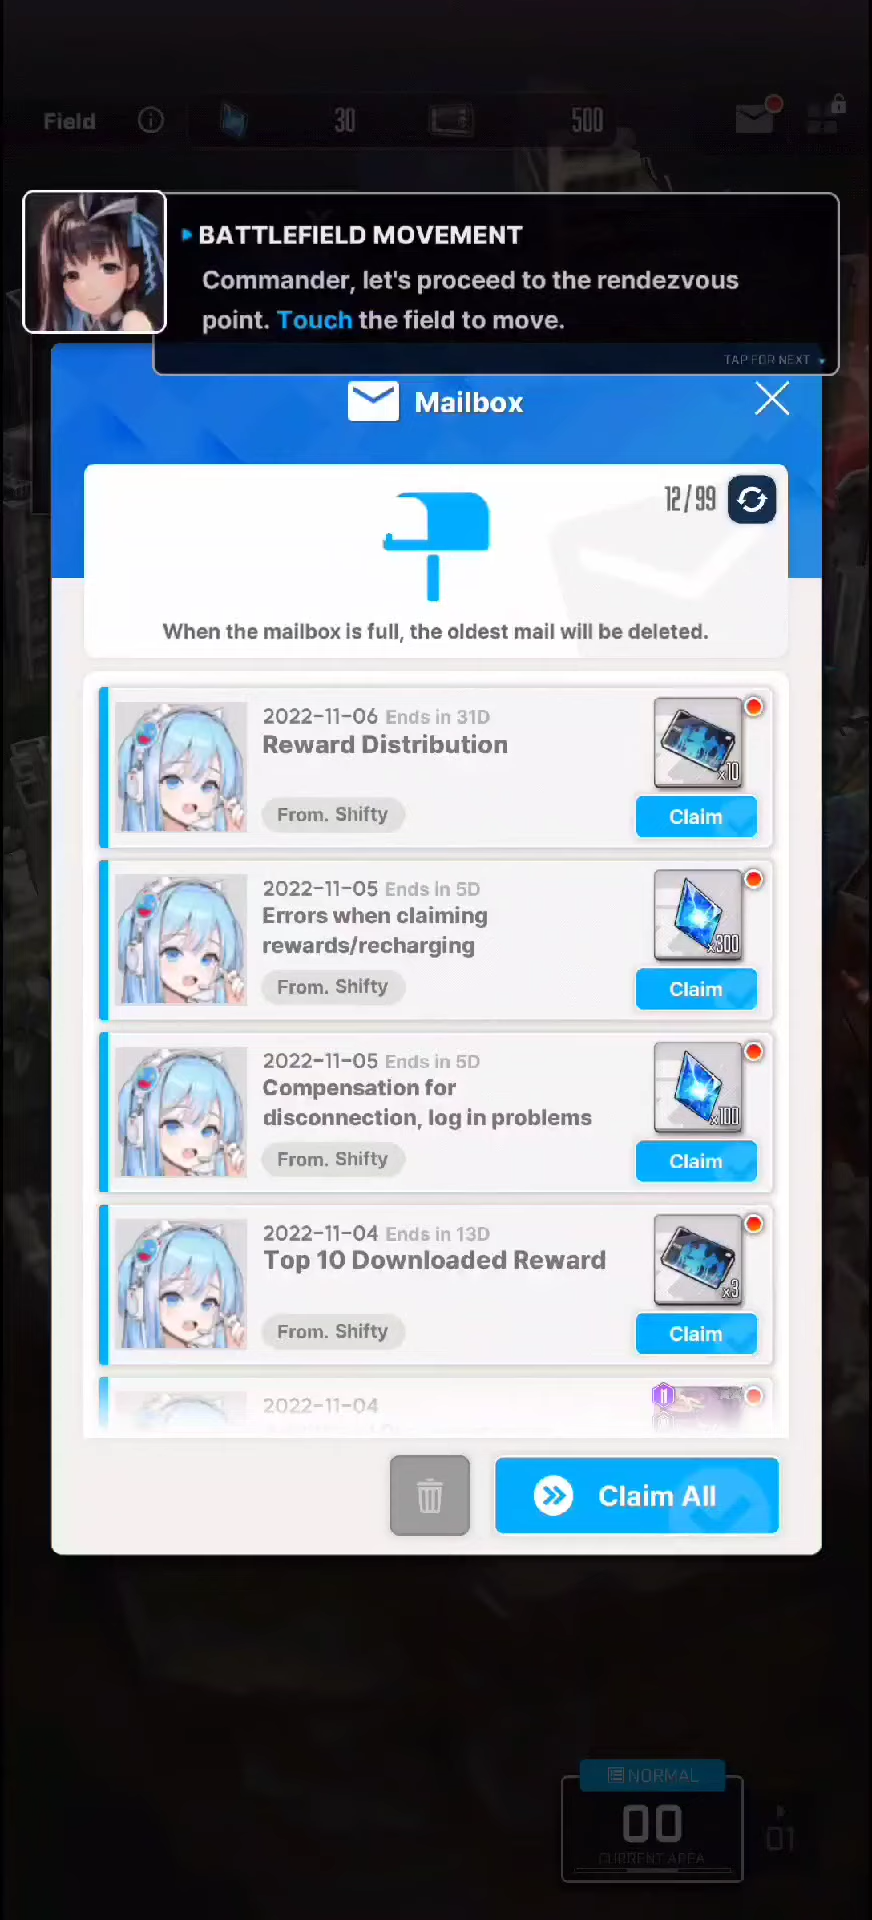 Field
30
500
BATTLEFIELD MOVEMENT
Commander, let's proceed to the rendezvous
point. Touch the field to move.
TAP FOR NEXT
Mailbox
12/99
When the mailbox is full, the oldest mail will be deleted.
2022-11-06 Ends in 31D
Reward Distribution
From. Shifty
x10
Claim
2022-11-05 Ends in 5D
Errors when claiming
rewards/recharging
From. Shifty
x300
Claim
2022-11-05 Ends in 5D
Compensation for
disconnection, log in problems
From. Shifty
x100
Claim
2022-11-04 Ends in 13D
Top 10 Downloaded Reward
From. Shifty
x3
Claim
2022-11-04
Claim All
NORMAL
00
CURRENT AREA
01